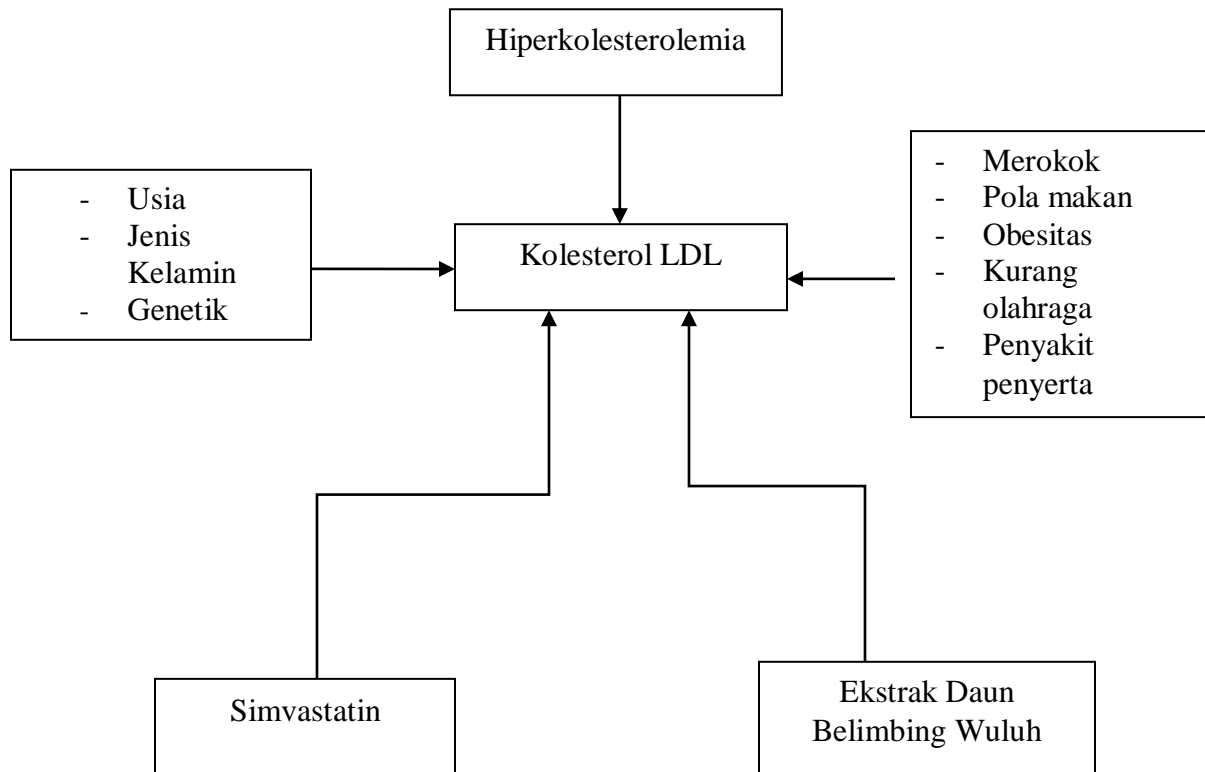 Hiperkolesterolemia
- Usia
- Jenis
Kelamin
- Genetik
Kolesterol LDL
- Merokok
- Pola makan
- Obesitas
- Kurang
olahraga
- Penyakit
penyerta
Simvastatin
Ekstrak Daun
Belimbing Wuluh